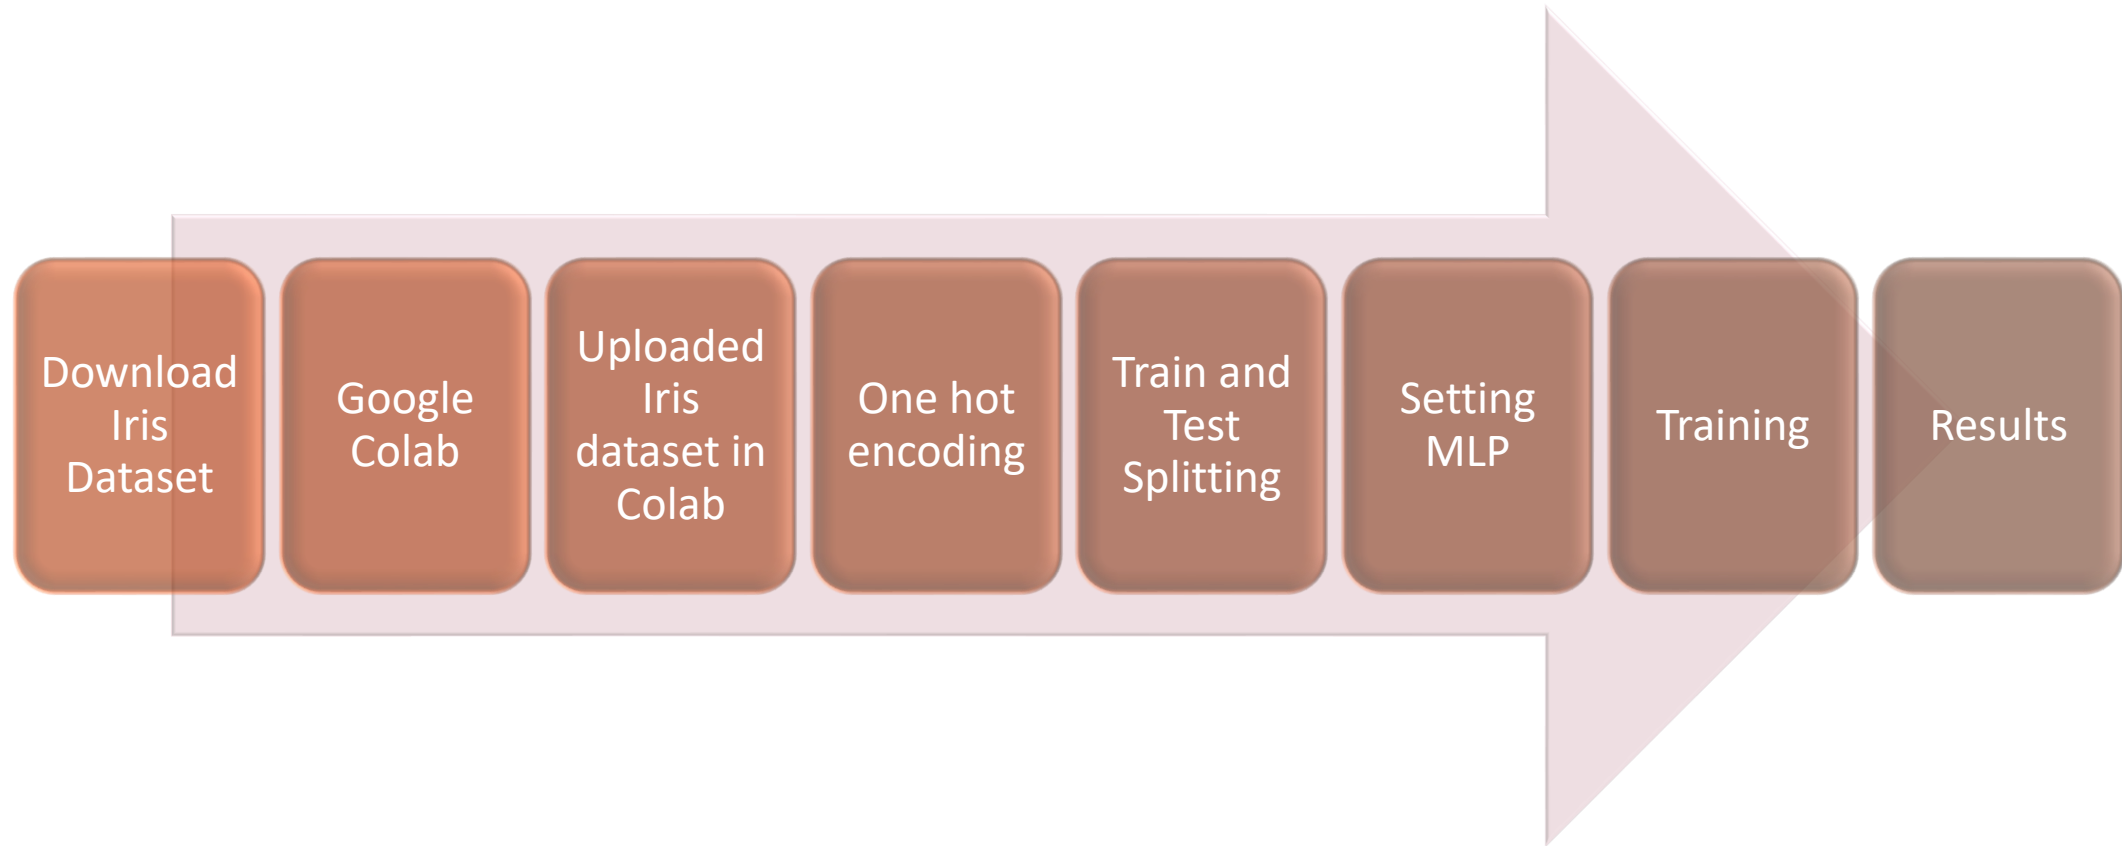 Download
Iris
Dataset
Google
Colab
Uploaded
Iris
dataset in
Colab
One hot
encoding
Train and
Test
Splitting
Setting
MLP
Training
Results